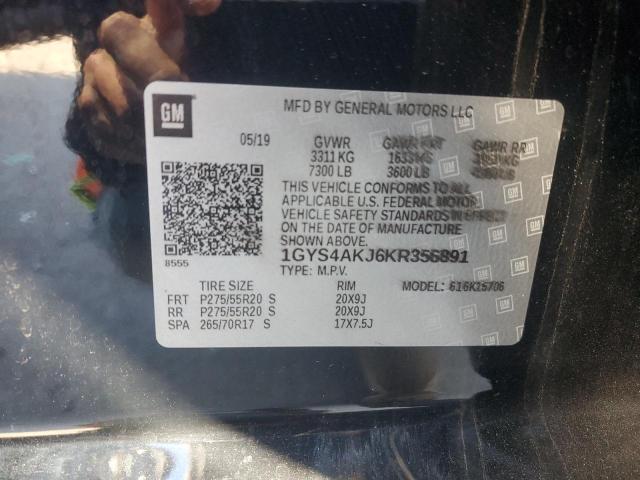 GM
MFD BY GENERAL MOTORS LLC
05/19 GVWR GAWR FRT GAWR RR
3311 KG 1633 KG KG
7300 LB 3600 LB LB
THIS VEHICLE CONFORMS TO ALL
APPLICABLE U.S. FEDERAL MOTOR
VEHICLE SAFETY STANDARDS IN EFFECT
ON THE DATE OF MANUFACTURE
SHOWN ABOVE.
8555
1GYS4AKJ6KR356891
TYPE: M.P.V.
TIRE SIZE RIM MODEL: 616K15706
FRT P275/55R20 S 20X9J
RR P275/55R20 S 20X9J
SPA 265/70R17 S 17X7.5J